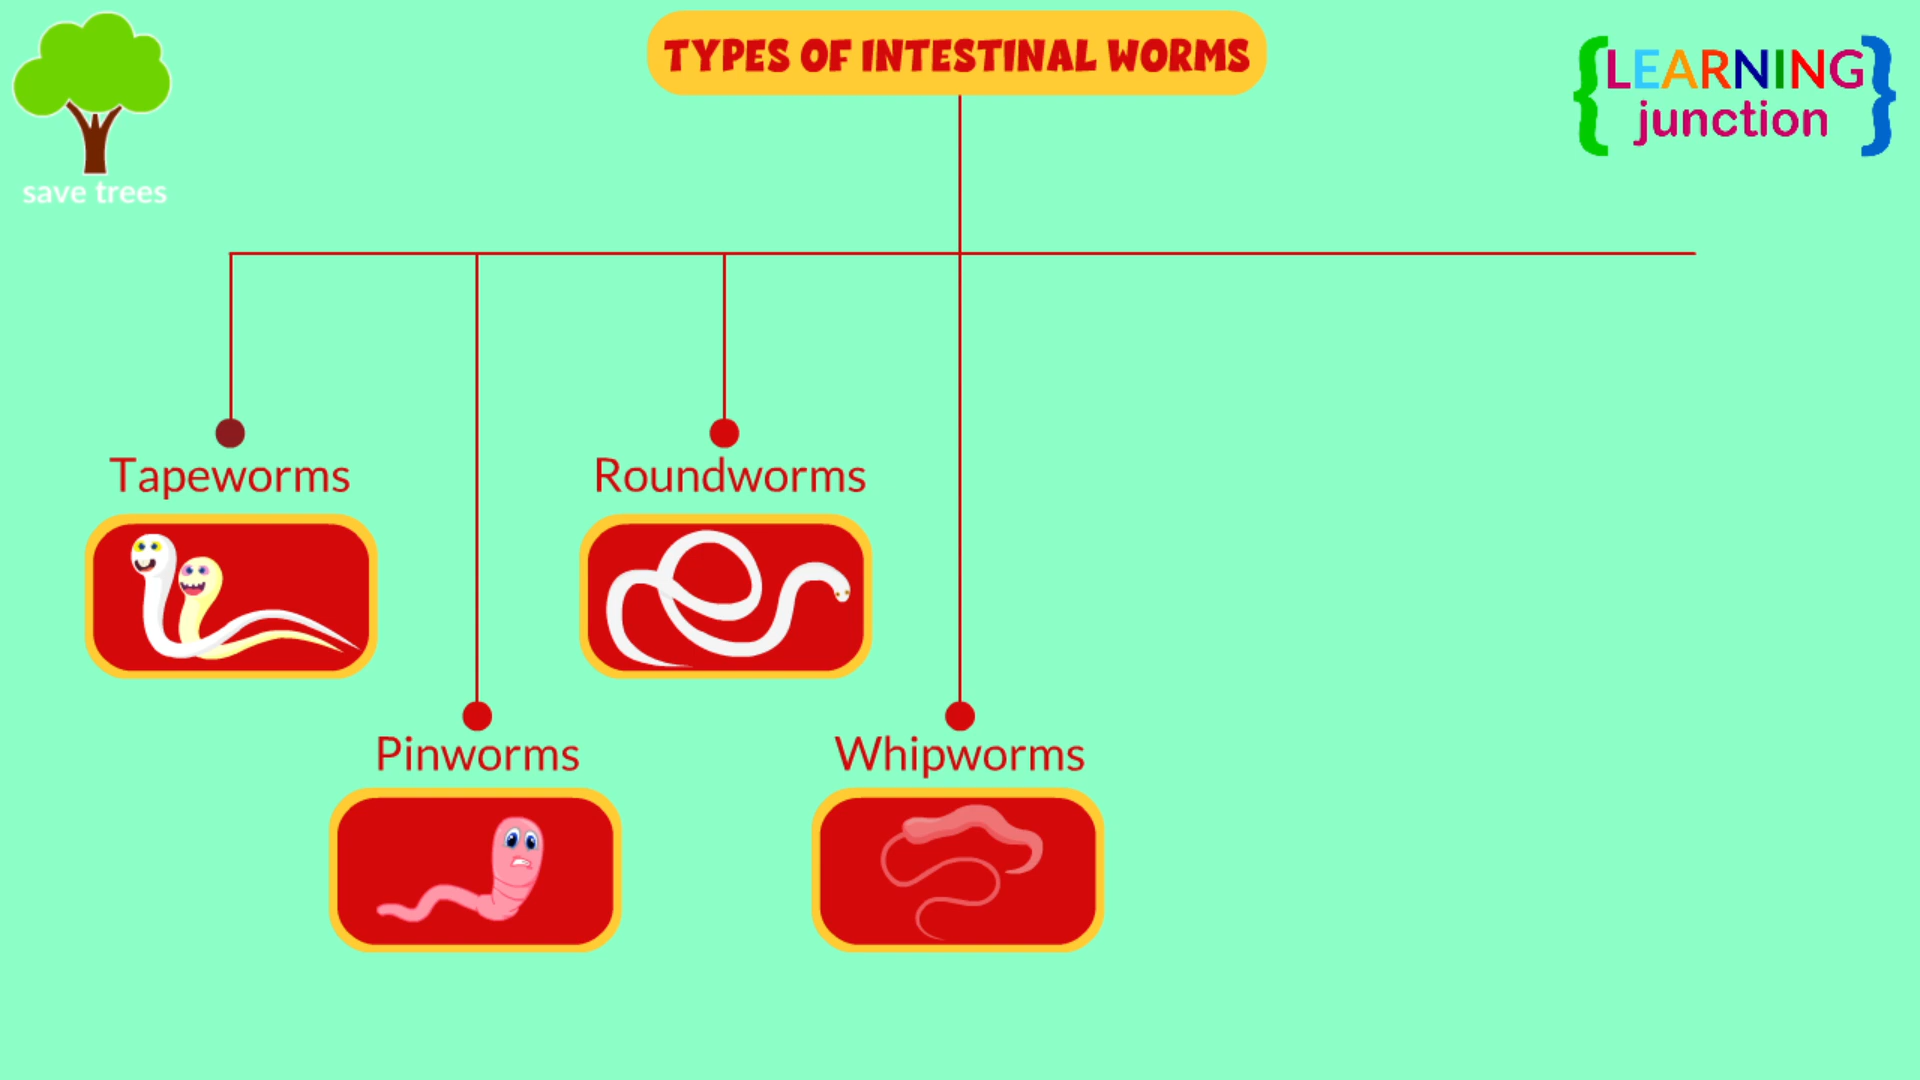 TYPES OF INTESTINAL WORMS
LEARNING
junction
save trees
Tapeworms
Roundworms
Pinworms
Whipworms